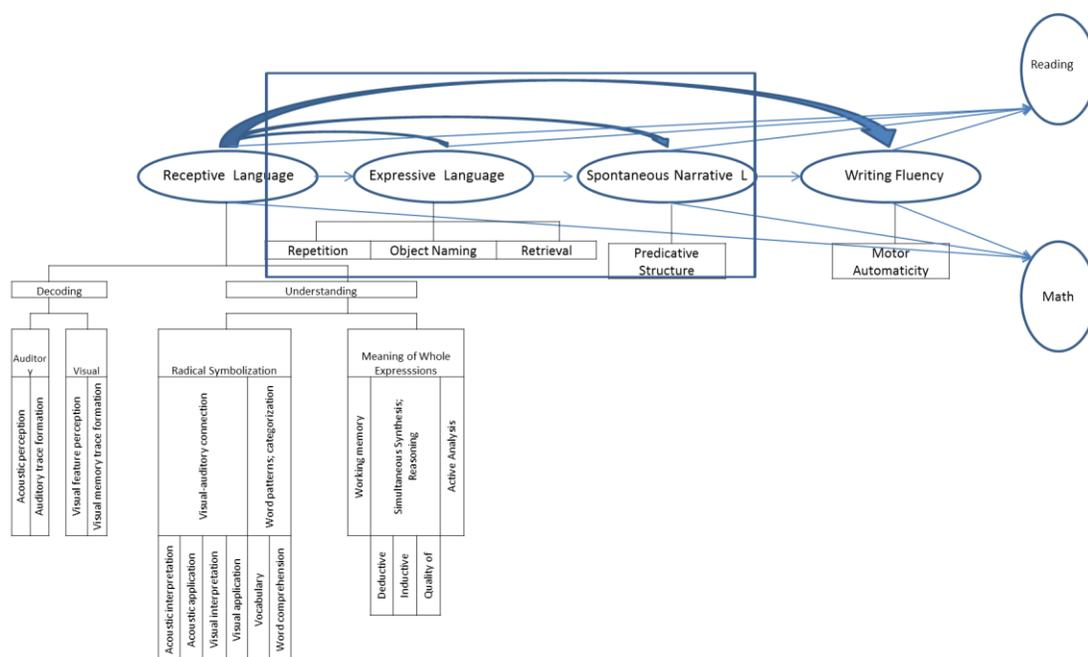 Reading
Receptive Language
Expressive Language
Spontaneous Narrative L
Writing Fluency
Repetition
Object Naming
Retrieval
Predicative
Structure
Motor
Automaticity
Math
Decoding
Understanding
Auditor
y
Visual
Radical Symbolization
Meaning of Whole
Expresssions
Acoustic perception
Auditory trace formation
Visual feature perception
Visual memory trace formation
Visual-auditory connection
Word patterns; categorization
Working memory
Simultaneous Synthesis;
Reasoning
Active Analysis
Acoustic interpretation
Acoustic application
Visual interpretation
Visual application
Vocabulary
Word comprehension
Deductive
Inductive
Quality of